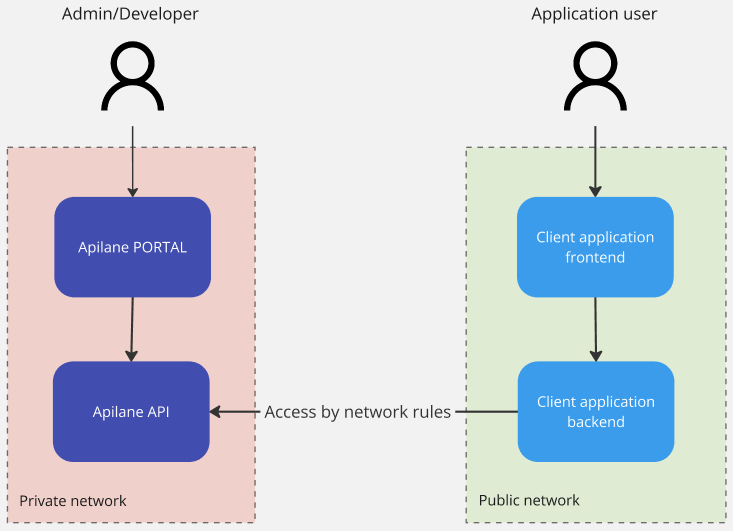 Admin/Developer
Application user
Apilane PORTAL
Client application
frontend
Apilane API
Access by network rules
Client application
backend
Private network
Public network